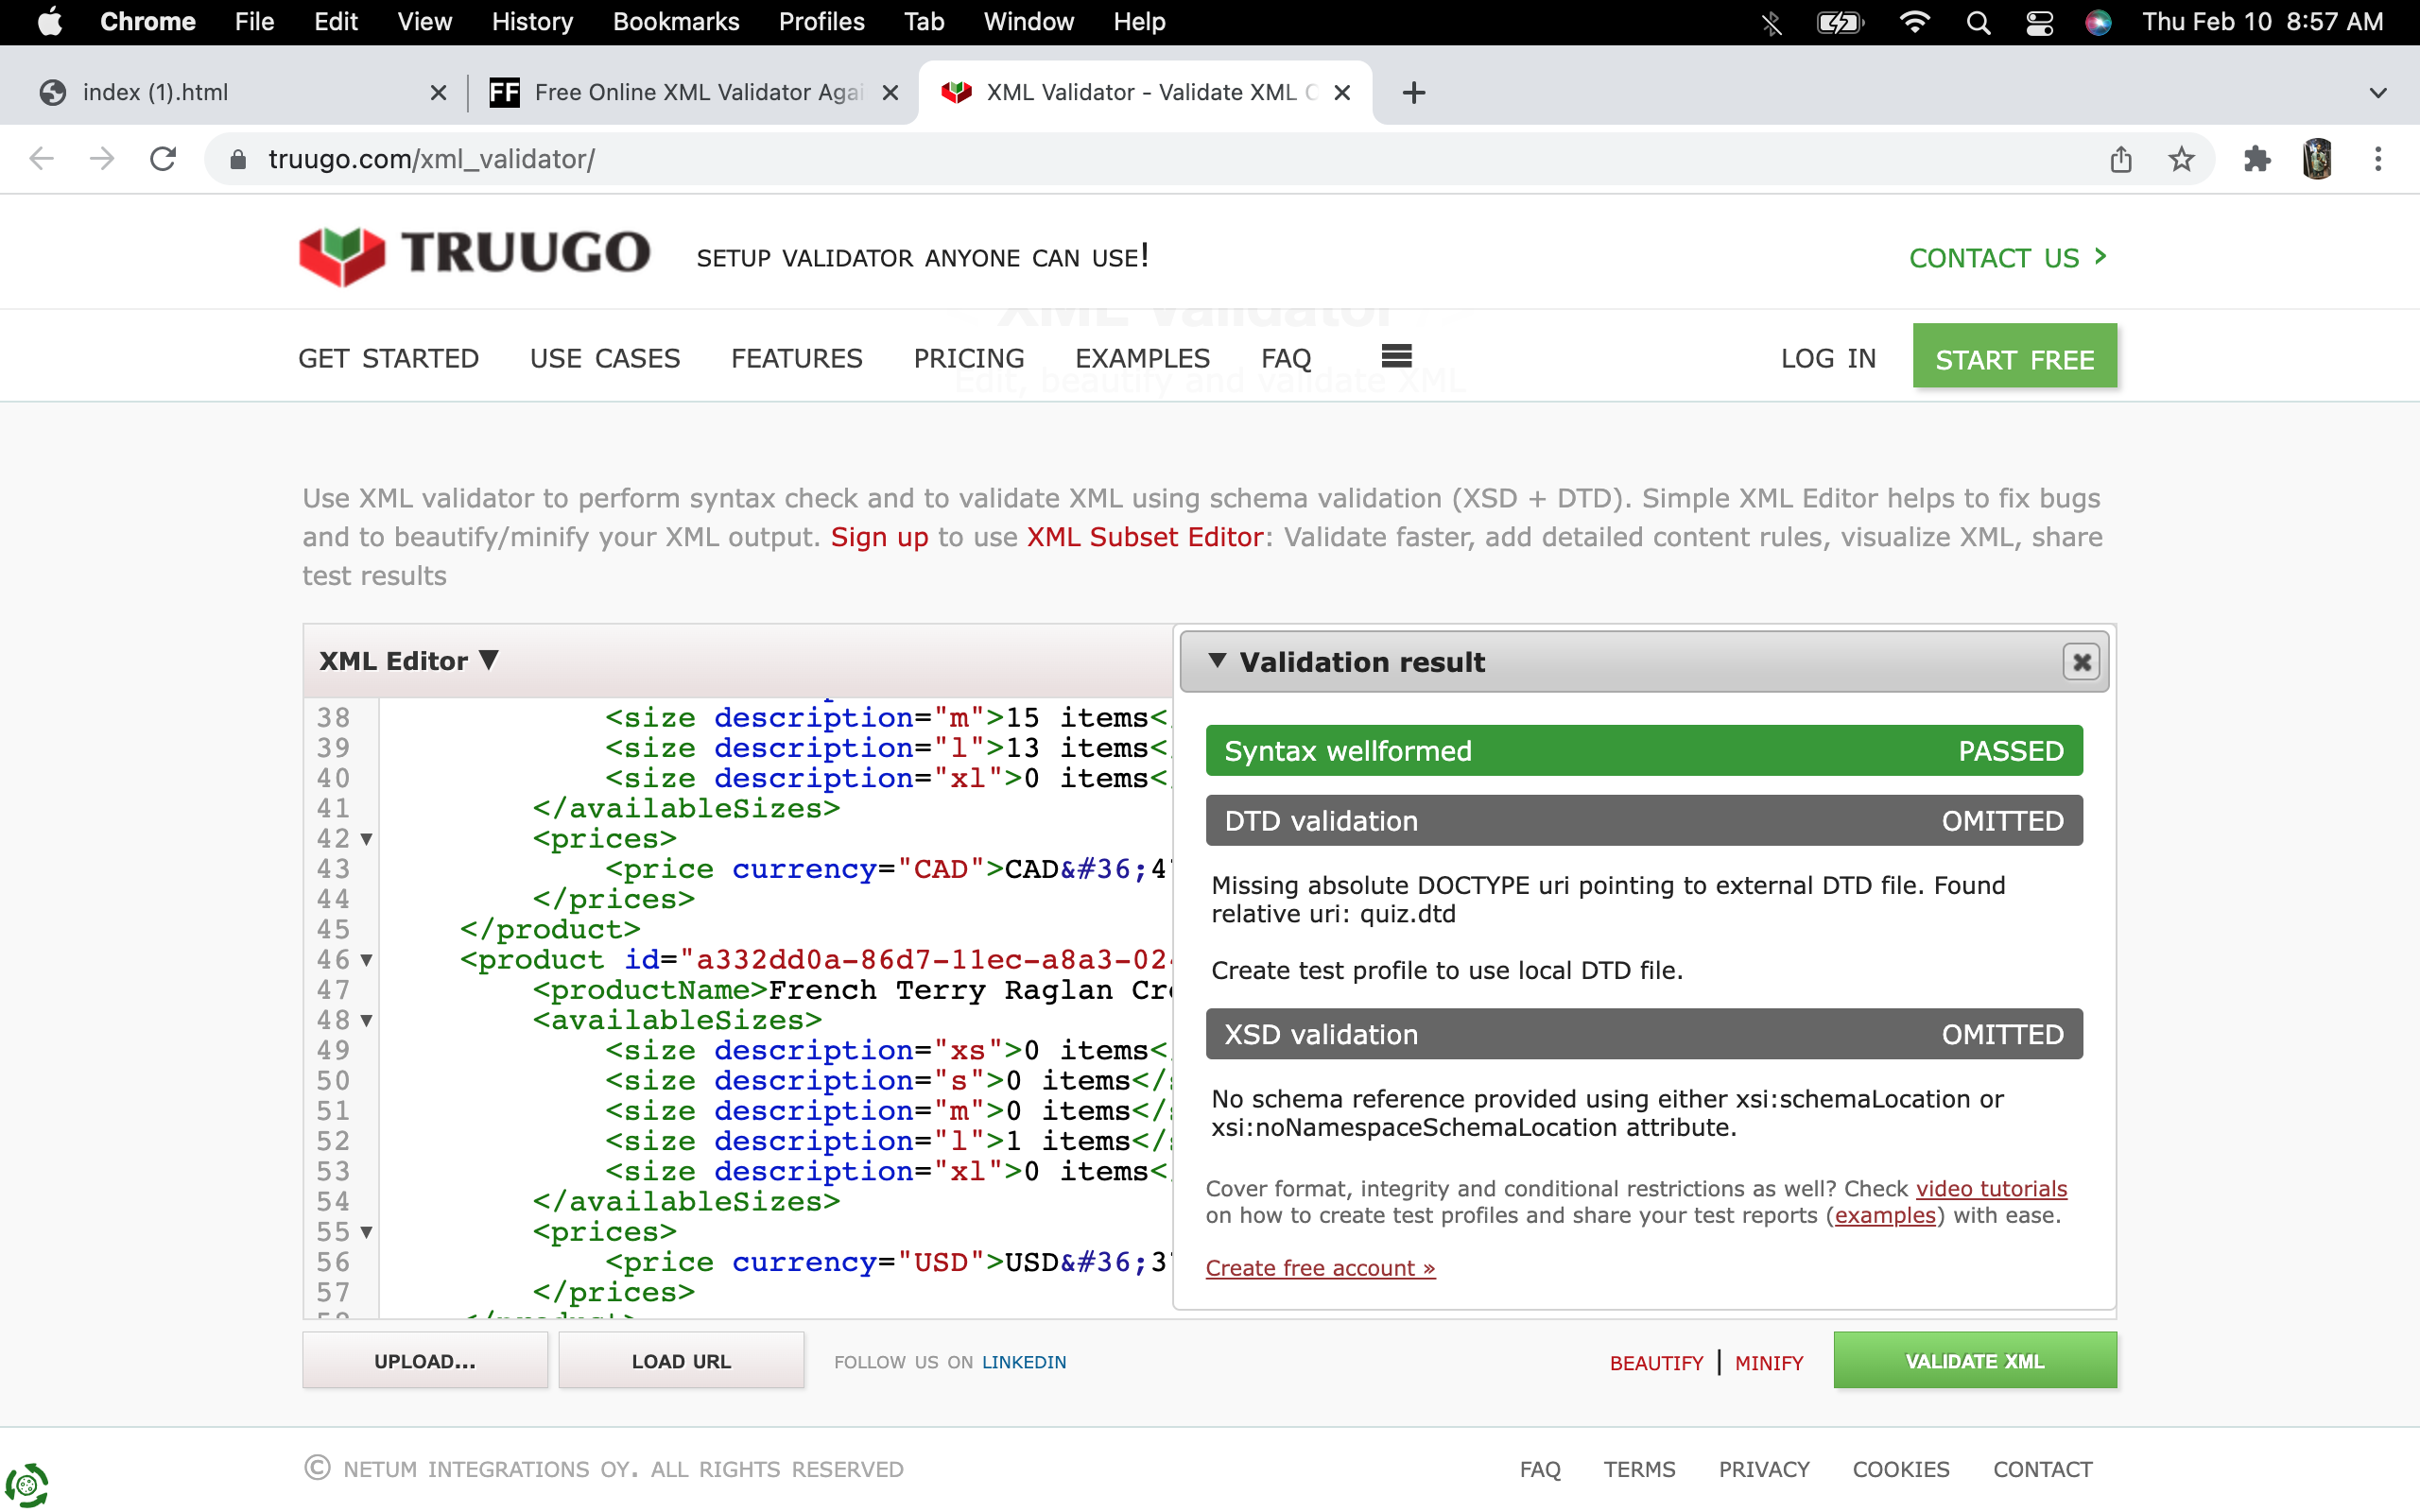 Chrome File Edit View History Bookmarks Profiles Tab Window Help Thu Feb 10 8:57 AM
index (1).html FF Free Online XML Validator Agai XML Validator - Validate XML
truugo.com/xml_validator/
TRUUGO SETUP VALIDATOR ANYONE CAN USE! CONTACT US >
XML Validator
GET STARTED USE CASES FEATURES PRICING EXAMPLES FAQ LOG IN START FREE
Edit, beautify and validate XML
Use XML validator to perform syntax check and to validate XML using schema validation (XSD + DTD). Simple XML Editor helps to fix bugs
and to beautify/minify your XML output. Sign up to use XML Subset Editor: Validate faster, add detailed content rules, visualize XML, share
test results
XML Editor ▼
38 <size description="m">15 items<
39 <size description="l">13 items<
40 <size description="xl">0 items<
41 </availableSizes>
42 <prices>
43 <price currency="CAD">CAD&#36;4
44 </prices>
45 </product>
46 <product id="a332dd0a-86d7-11ec-a8a3-02
47 <productName>French Terry Raglan Cr
48 <availableSizes>
49 <size description="xs">0 items<
50 <size description="s">0 items</
51 <size description="m">0 items</
52 <size description="l">1 items</
53 <size description="xl">0 items<
54 </availableSizes>
55 <prices>
56 <price currency="USD">USD&#36;3
57 </prices>
▼ Validation result
Syntax wellformed PASSED
DTD validation OMITTED
Missing absolute DOCTYPE uri pointing to external DTD file. Found
relative uri: quiz.dtd
Create test profile to use local DTD file.
XSD validation OMITTED
No schema reference provided using either xsi:schemaLocation or
xsi:noNamespaceSchemaLocation attribute.
Cover format, integrity and conditional restrictions as well? Check video tutorials
on how to create test profiles and share your test reports (examples) with ease.
Create free account »
UPLOAD... LOAD URL FOLLOW US ON LINKEDIN BEAUTIFY | MINIFY VALIDATE XML
© NETUM INTEGRATIONS OY. ALL RIGHTS RESERVED FAQ TERMS PRIVACY COOKIES CONTACT